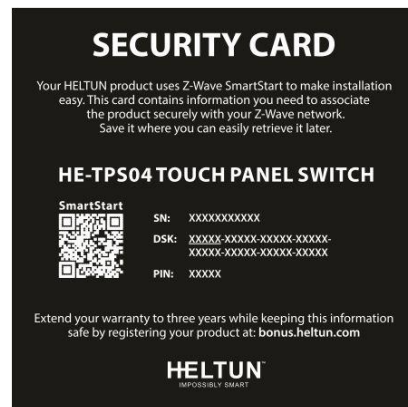 SECURITY CARD
Your HELTUN product uses Z-Wave SmartStart to make installation
easy. This card contains information you need to associate
the product securely with your Z-Wave network.
Save it where you can easily retrieve it later.
HE-TPS04 TOUCH PANEL SWITCH
SmartStart
SN: XXXXXXXXXXX
DSK: XXXXX-XXXXX-XXXXX-XXXXX-
XXXXX-XXXXX-XXXXX-XXXXX
PIN: XXXXX
Extend your warranty to three years while keeping this information
safe by registering your product at: bonus.heltun.com
HELTUN™
IMPOSSIBLY SMART